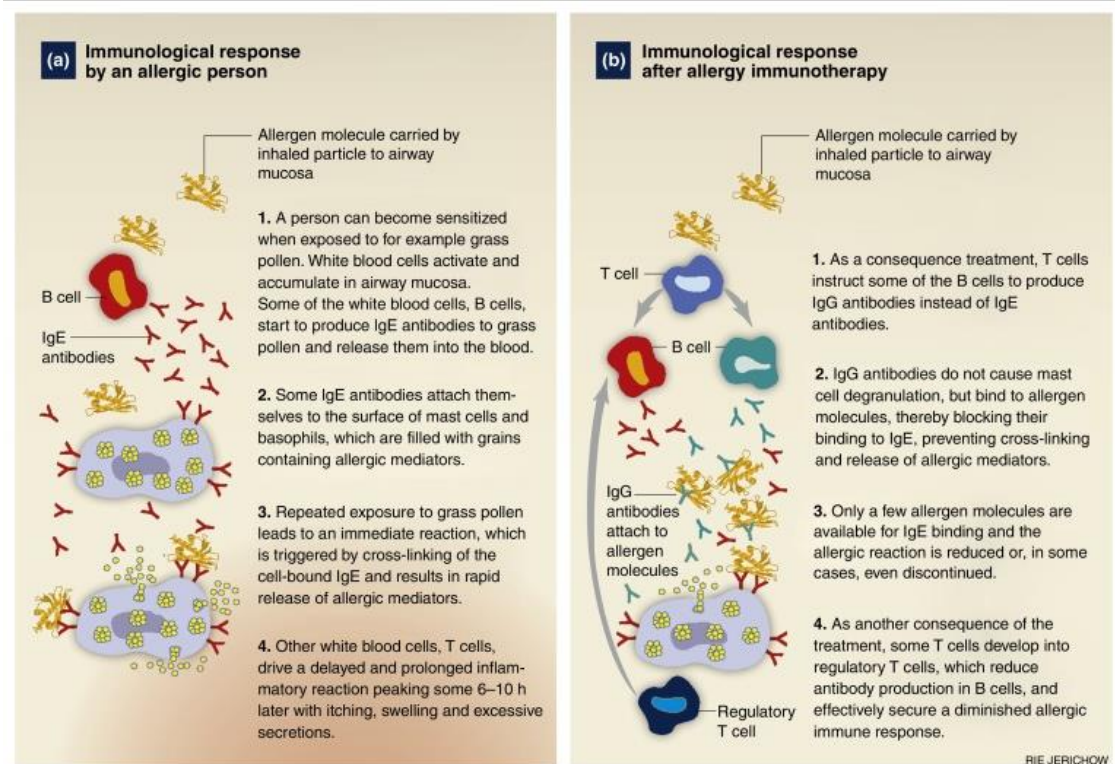 (a) Immunological response
by an allergic person
Allergen molecule carried by
inhaled particle to airway
mucosa
1. A person can become sensitized
when exposed to for example grass
pollen. White blood cells activate and
accumulate in airway mucosa.
Some of the white blood cells, B cells,
start to produce IgE antibodies to grass
pollen and release them into the blood.
B cell
IgE
antibodies
2. Some IgE antibodies attach them-
selves to the surface of mast cells and
basophils, which are filled with grains
containing allergic mediators.
3. Repeated exposure to grass pollen
leads to an immediate reaction, which
is triggered by cross-linking of the
cell-bound IgE and results in rapid
release of allergic mediators.
4. Other white blood cells, T cells,
drive a delayed and prolonged inflam-
matory reaction peaking some 6–10 h
later with itching, swelling and excessive
secretions.
(b) Immunological response
after allergy immunotherapy
Allergen molecule carried by
inhaled particle to airway
mucosa
T cell
1. As a consequence treatment, T cells
instruct some of the B cells to produce
IgG antibodies instead of IgE
antibodies.
B cell
2. IgG antibodies do not cause mast
cell degranulation, but bind to allergen
molecules, thereby blocking their
binding to IgE, preventing cross-linking
and release of allergic mediators.
IgG
antibodies
attach to
allergen
molecules
3. Only a few allergen molecules are
available for IgE binding and the
allergic reaction is reduced or, in some
cases, even discontinued.
4. As another consequence of the
treatment, some T cells develop into
regulatory T cells, which reduce
antibody production in B cells, and
effectively secure a diminished allergic
immune response.
Regulatory
T cell
RIE JERICHOW